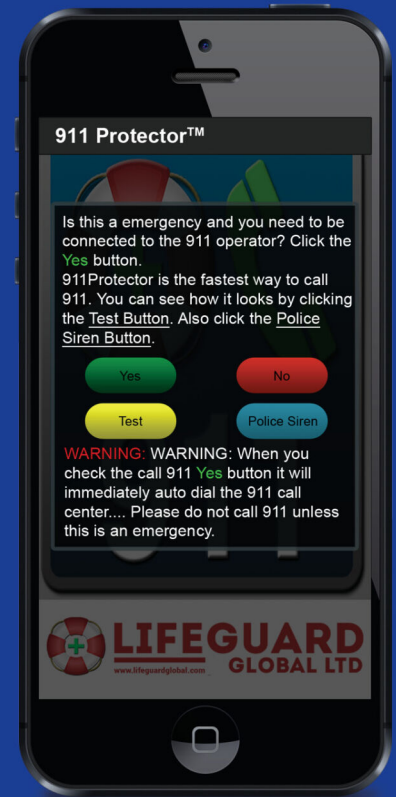 911 Protector™
Is this a emergency and you need to be
connected to the 911 operator? Click the
Yes button.
911Protector is the fastest way to call
911. You can see how it looks by clicking
the Test Button. Also click the Police
Siren Button.
Yes No
Test Police Siren
WARNING: WARNING: When you
check the call 911 Yes button it will
immediately auto dial the 911 call
center.... Please do not call 911 unless
this is an emergency.
911
LIFEGUARD
www.lifeguardglobal.com GLOBAL LTD